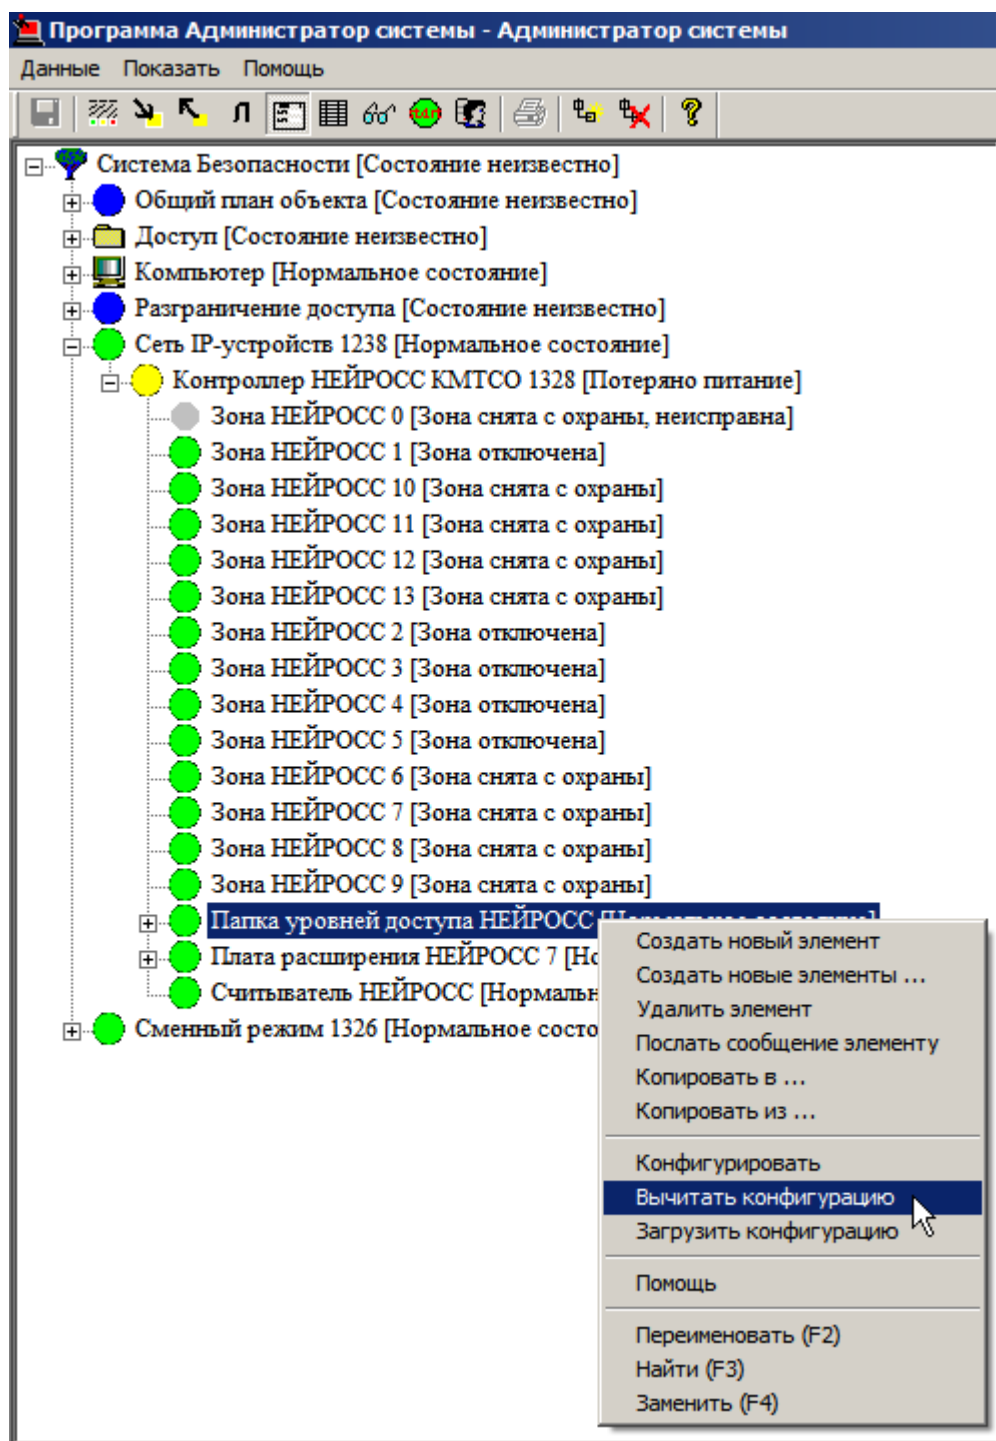 Программа Администратор системы - Администратор системы
Данные Показать Помощь
Л
Система Безопасности [Состояние неизвестно]
Общий план объекта [Состояние неизвестно]
Доступ [Состояние неизвестно]
Компьютер [Нормальное состояние]
Разграничение доступа [Состояние неизвестно]
Сеть IP-устройств 1238 [Нормальное состояние]
Контроллер НЕЙРОСС КМТСО 1328 [Потеряно питание]
Зона НЕЙРОСС 0 [Зона снята с охраны, неисправна]
Зона НЕЙРОСС 1 [Зона отключена]
Зона НЕЙРОСС 10 [Зона снята с охраны]
Зона НЕЙРОСС 11 [Зона снята с охраны]
Зона НЕЙРОСС 12 [Зона снята с охраны]
Зона НЕЙРОСС 13 [Зона снята с охраны]
Зона НЕЙРОСС 2 [Зона отключена]
Зона НЕЙРОСС 3 [Зона отключена]
Зона НЕЙРОСС 4 [Зона отключена]
Зона НЕЙРОСС 5 [Зона отключена]
Зона НЕЙРОСС 6 [Зона снята с охраны]
Зона НЕЙРОСС 7 [Зона снята с охраны]
Зона НЕЙРОСС 8 [Зона снята с охраны]
Зона НЕЙРОСС 9 [Зона снята с охраны]
Папка уровней доступа НЕЙРОСС
Плата расширения НЕЙРОСС 7 [Но
Считыватель НЕЙРОСС [Нормальн
Сменный режим 1326 [Нормальное состо
Создать новый элемент
Создать новые элементы ...
Удалить элемент
Послать сообщение элементу
Копировать в ...
Копировать из ...
Конфигурировать
Вычитать конфигурацию
Загрузить конфигурацию
Помощь
Переименовать (F2)
Найти (F3)
Заменить (F4)